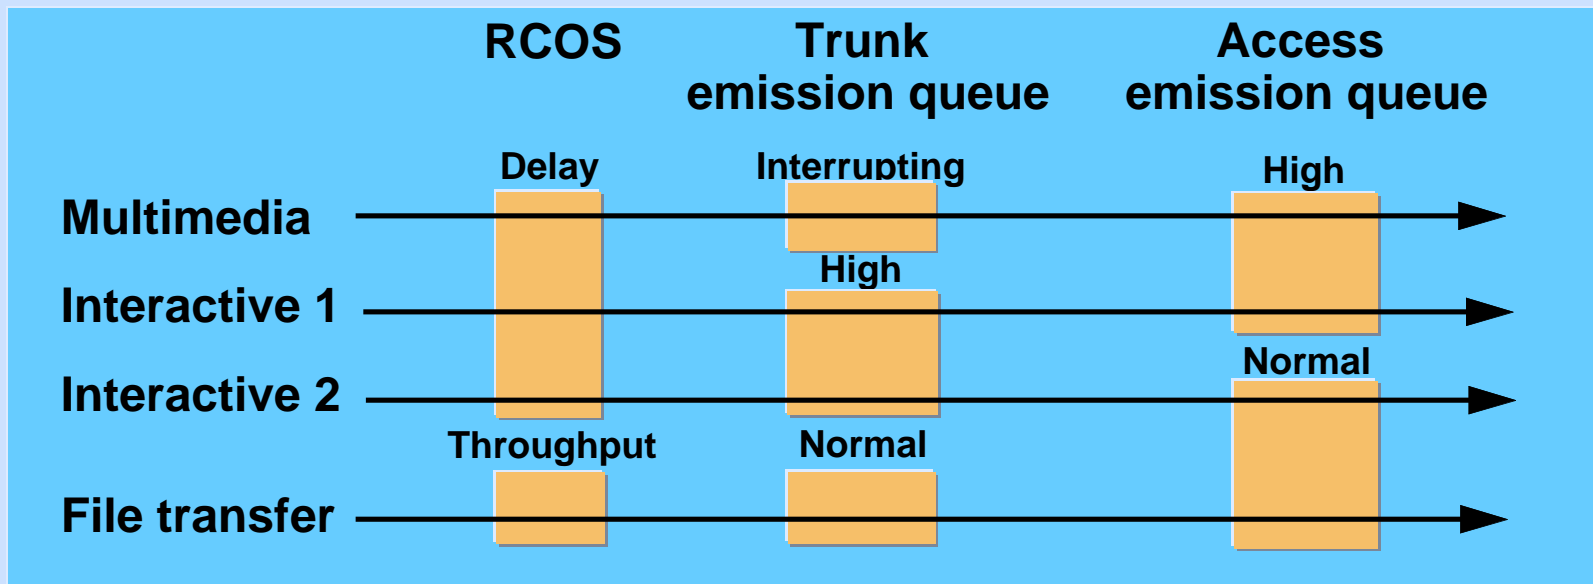 RCOS
Trunk
emission queue
Access
emission queue
Delay
Interrupting
High
Multimedia
High
Interactive 1
Normal
Interactive 2
Throughput
Normal
File transfer